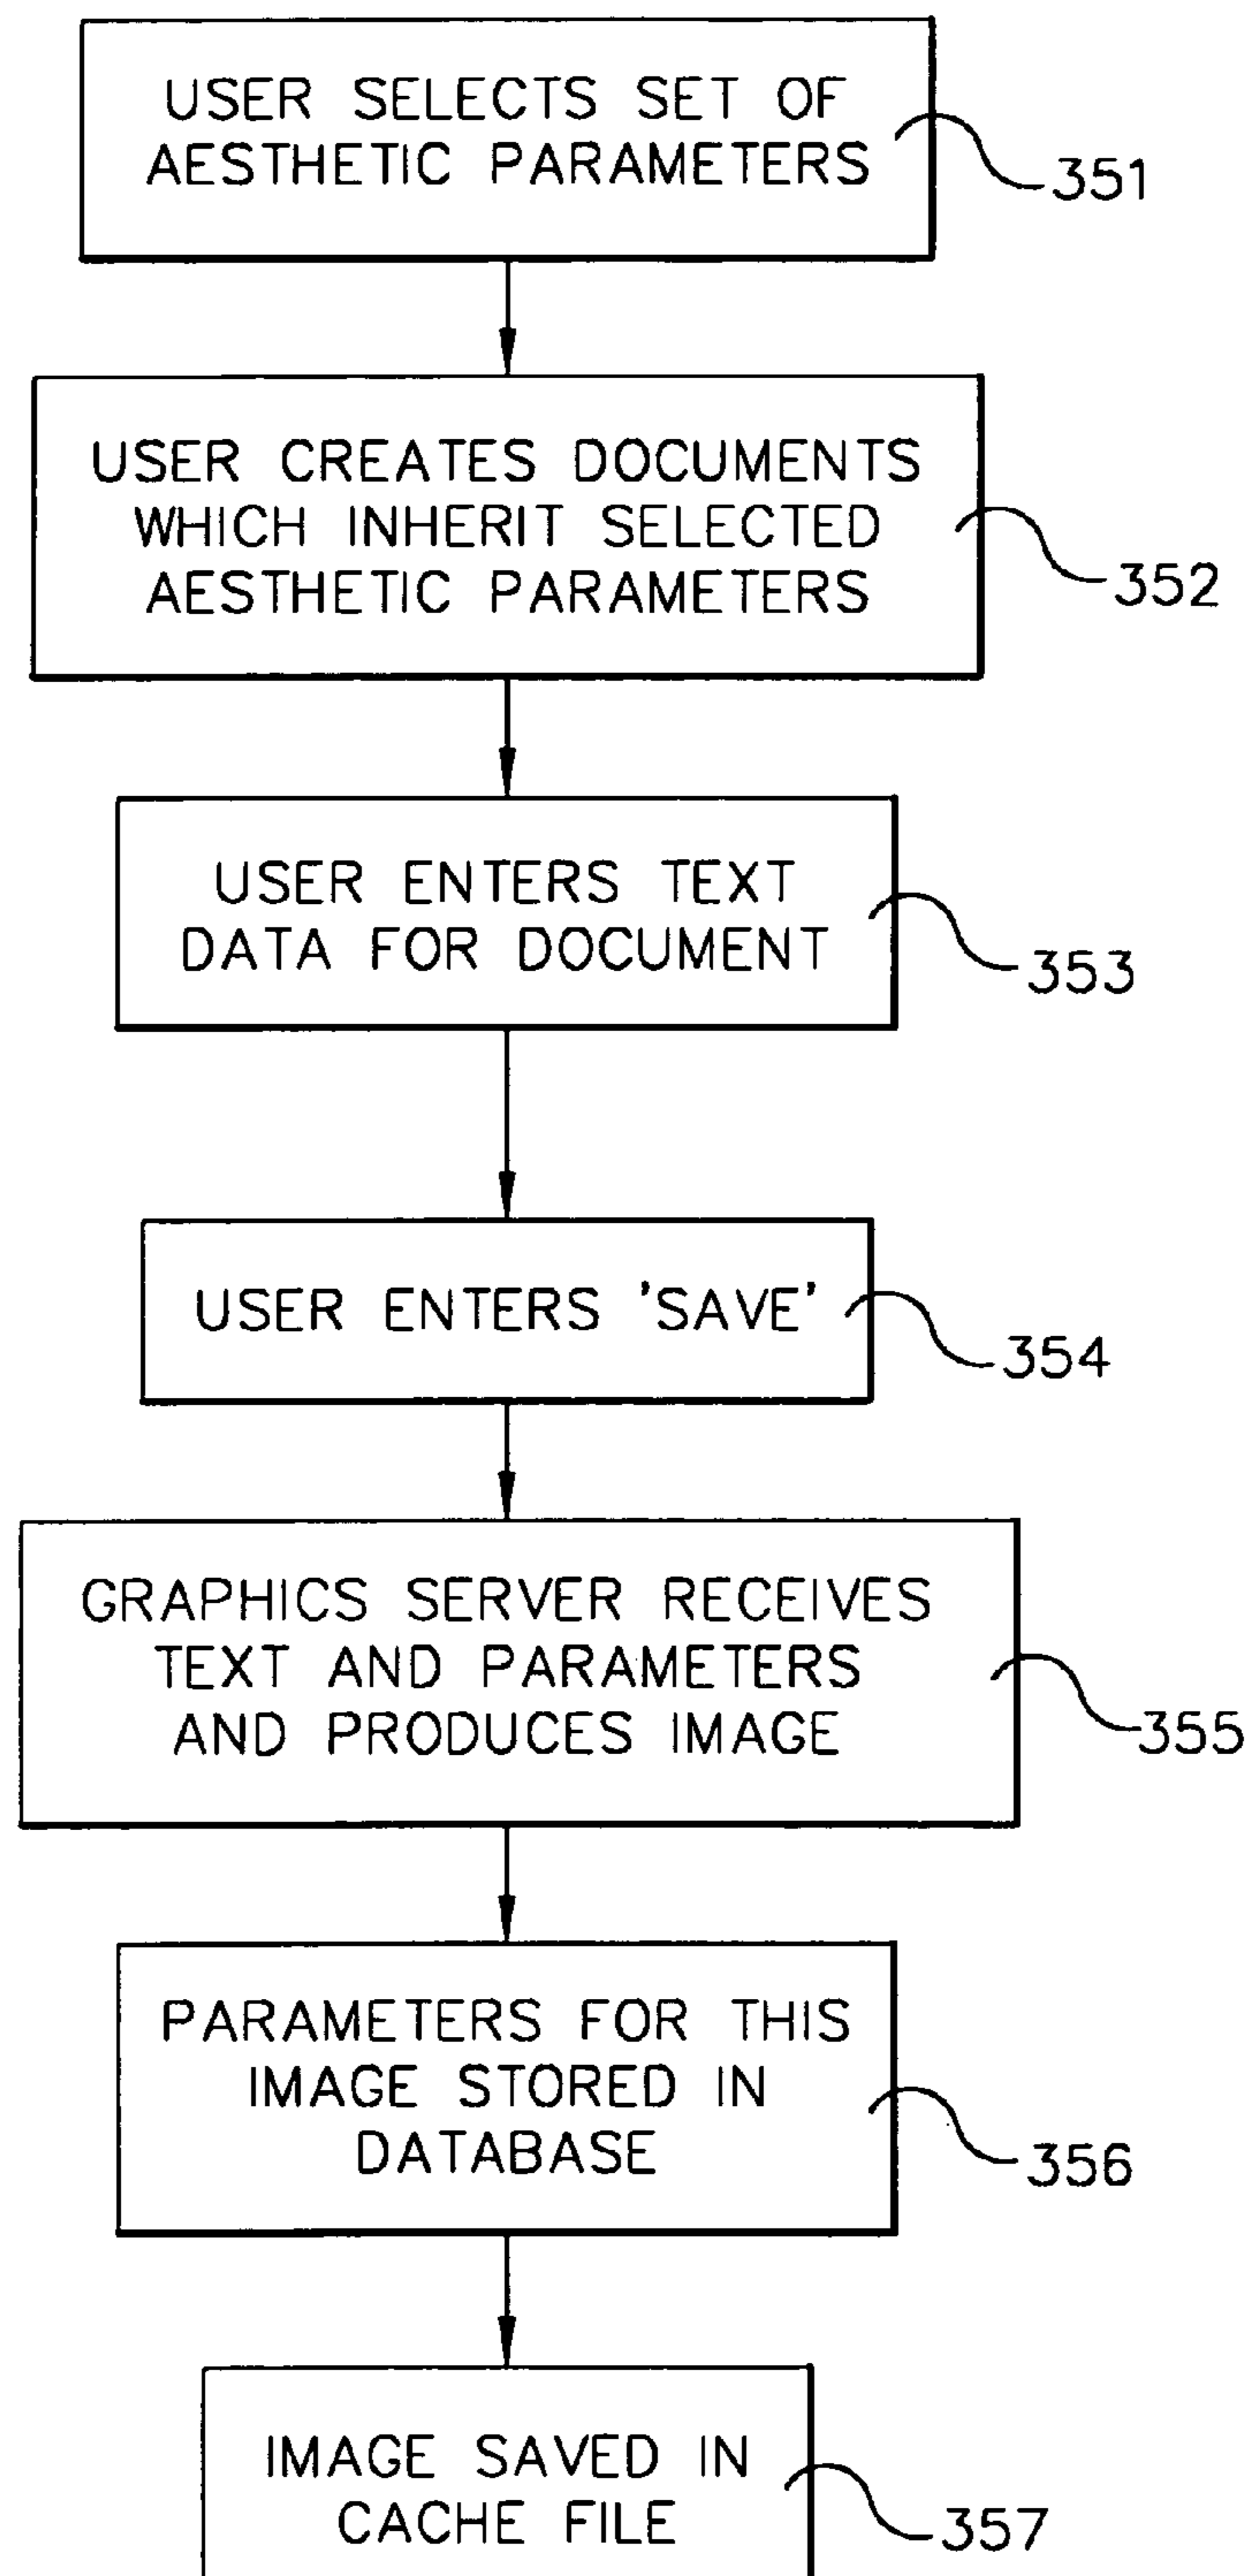 USER SELECTS SET OF
AESTHETIC PARAMETERS
351
USER CREATES DOCUMENTS
WHICH INHERIT SELECTED
AESTHETIC PARAMETERS
352
USER ENTERS TEXT
DATA FOR DOCUMENT
353
USER ENTERS 'SAVE'
354
GRAPHICS SERVER RECEIVES
TEXT AND PARAMETERS
AND PRODUCES IMAGE
355
PARAMETERS FOR THIS
IMAGE STORED IN
DATABASE
356
IMAGE SAVED IN
CACHE FILE
357